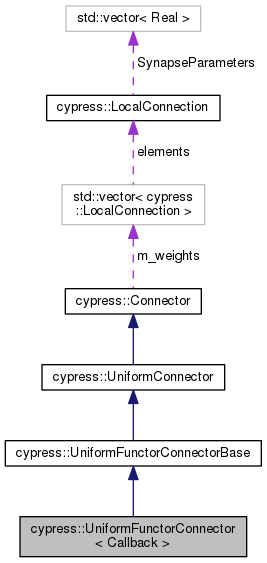 std::vector< Real >
SynapseParameters
cypress::LocalConnection
elements
std::vector< cypress
::LocalConnection >
m_weights
cypress::Connector
cypress::UniformConnector
cypress::UniformFunctorConnectorBase
cypress::UniformFunctorConnector
< Callback >